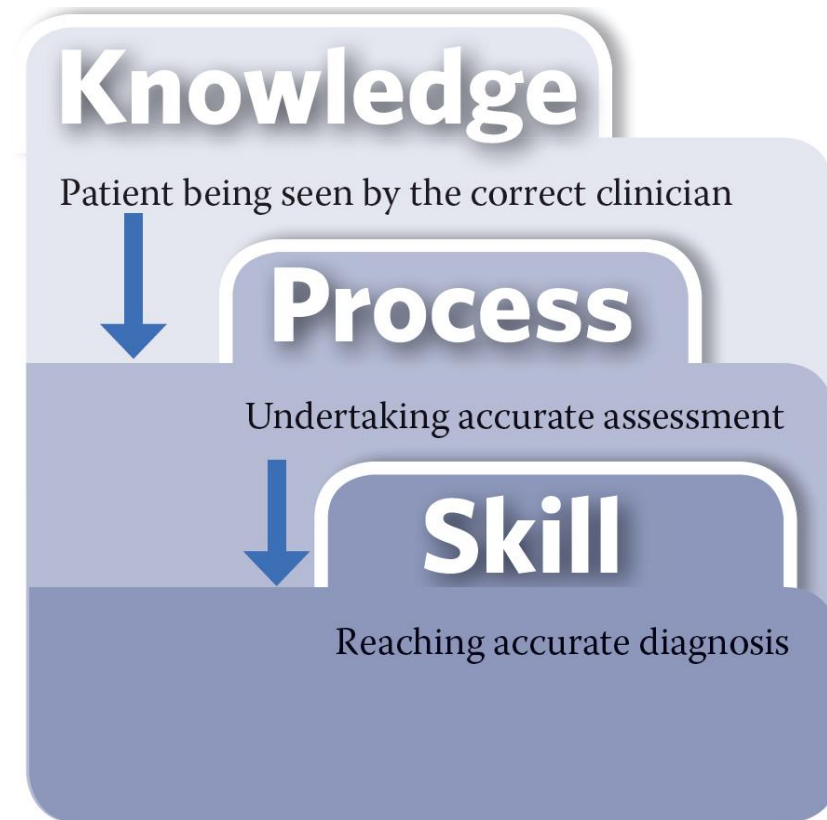 Knowledge
Patient being seen by the correct clinician
Process
Undertaking accurate assessment
Skill
Reaching accurate diagnosis